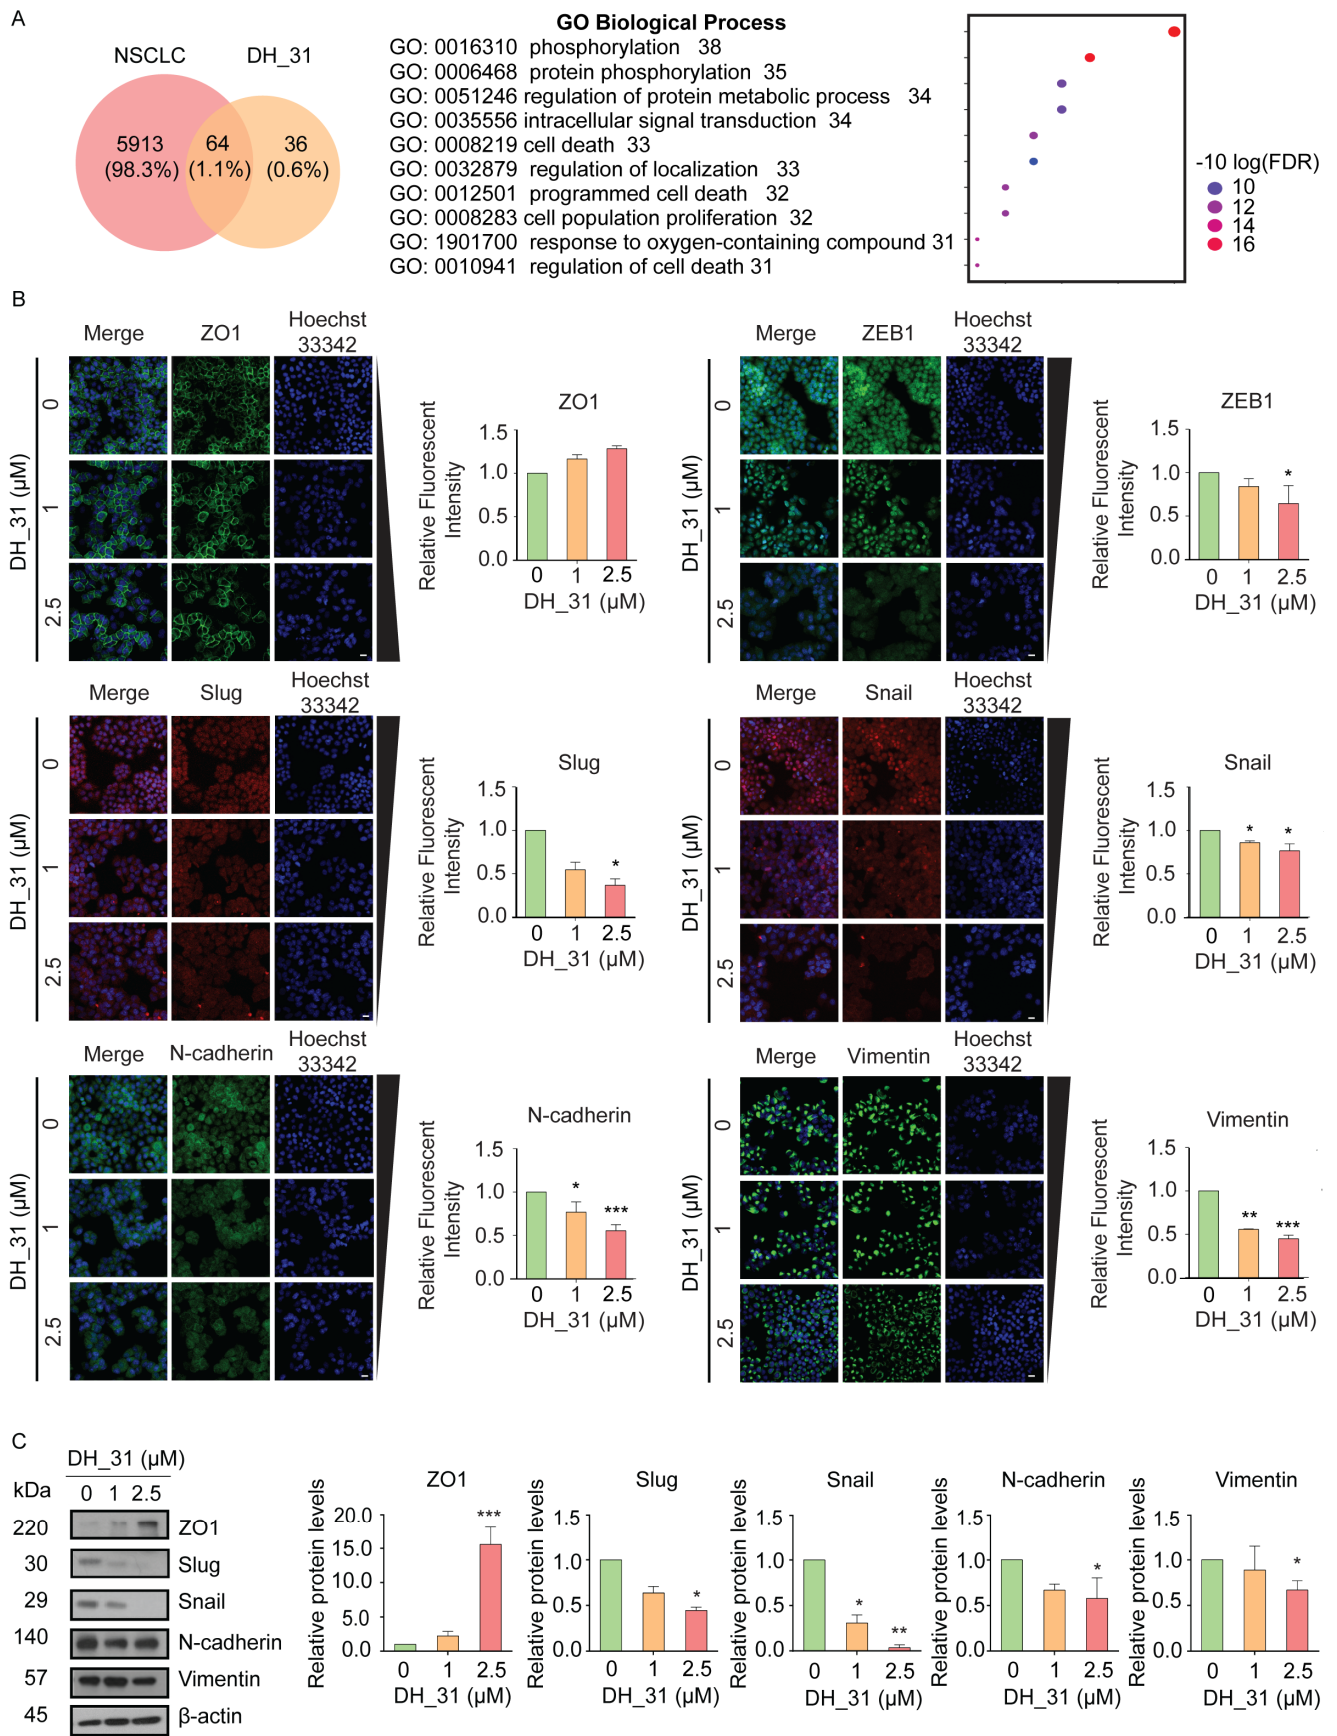 A
NSCLC DH_31
5913 (98.3%)
64 (1.1%)
36 (0.6%)
GO Biological Process
GO: 0016310 phosphorylation 38
GO: 0006468 protein phosphorylation 35
GO: 0051246 regulation of protein metabolic process 34
GO: 0035556 intracellular signal transduction 34
GO: 0008219 cell death 33
GO: 0032879 regulation of localization 33
GO: 0012501 programmed cell death 32
GO: 0008283 cell population proliferation 32
GO: 1901700 response to oxygen-containing compound 31
GO: 0010941 regulation of cell death 31
-10 log(FDR)
10
12
14
16
B
Merge ZO1 Hoechst 33342
DH_31 (µM)
0
1
2.5
ZO1
Relative Fluorescent Intensity
1.5
1.0
0.5
0.0
0 1 2.5
DH_31 (µM)
Merge ZEB1 Hoechst 33342
DH_31 (µM)
0
1
2.5
ZEB1
Relative Fluorescent Intensity
1.5
1.0
0.5
0.0
*
0 1 2.5
DH_31 (µM)
Merge Slug Hoechst 33342
DH_31 (µM)
0
1
2.5
Slug
Relative Fluorescent Intensity
1.5
1.0
0.5
0.0
*
0 1 2.5
DH_31 (µM)
Merge Snail Hoechst 33342
DH_31 (µM)
0
1
2.5
Snail
Relative Fluorescent Intensity
1.5
1.0
0.5
0.0
* *
0 1 2.5
DH_31 (µM)
Merge N-cadherin Hoechst 33342
DH_31 (µM)
0
1
2.5
N-cadherin
Relative Fluorescent Intensity
1.5
1.0
0.5
0.0
* ***
0 1 2.5
DH_31 (µM)
Merge Vimentin Hoechst 33342
DH_31 (µM)
0
1
2.5
Vimentin
Relative Fluorescent Intensity
1.5
1.0
0.5
0.0
** ***
0 1 2.5
DH_31 (µM)
C
DH_31 (µM)
kDa 0 1 2.5
220 ZO1
30 Slug
29 Snail
140 N-cadherin
57 Vimentin
45 β-actin
ZO1
Relative protein levels
20.0
15.0
10.0
5.0
0.0
***
0 1 2.5
DH_31 (µM)
Slug
Relative protein levels
1.5
1.0
0.5
0.0
*
0 1 2.5
DH_31 (µM)
Snail
Relative protein levels
1.5
1.0
0.5
0.0
* **
0 1 2.5
DH_31 (µM)
N-cadherin
Relative protein levels
1.5
1.0
0.5
0.0
*
0 1 2.5
DH_31 (µM)
Vimentin
Relative protein levels
1.5
1.0
0.5
0.0
*
0 1 2.5
DH_31 (µM)